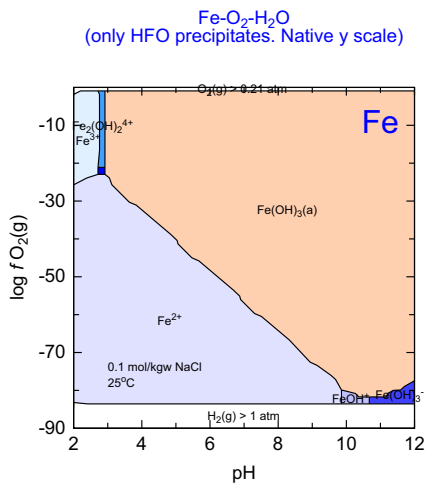 Fe-O₂-H₂O
(only HFO precipitates. Native y scale)
O₂(g) > 0.21 atm
-10
Fe₂(OH)₂⁴⁺
Fe
Fe³⁺
-30
Fe(OH)₃(a)
log f O₂(g)
-50
Fe²⁺
-70
0.1 mol/kgw NaCl
25°C
FeOH⁺
Fe(OH)₃⁻
H₂(g) > 1 atm
-90
2 4 6 8 10 12
pH